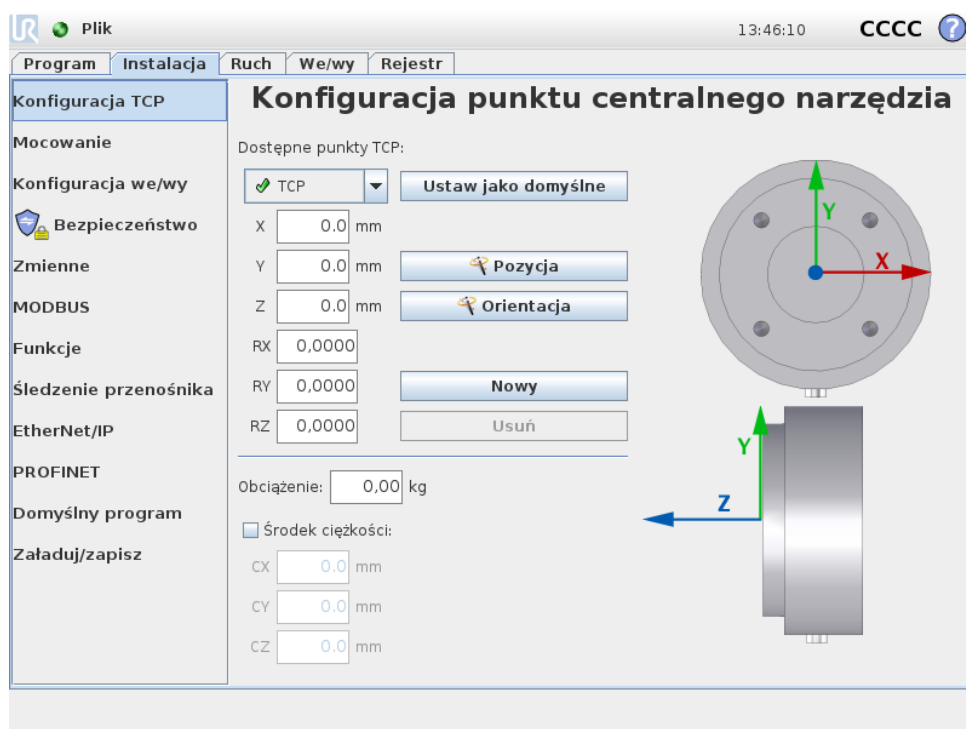 UR Plik 13:46:10 CCCC ?
Program Instalacja Ruch We/wy Rejestr
Konfiguracja TCP
Mocowanie
Konfiguracja we/wy
Bezpieczeństwo
Zmienne
MODBUS
Funkcje
Śledzenie przenośnika
EtherNet/IP
PROFINET
Domyślny program
Załaduj/zapisz
Konfiguracja punktu centralnego narzędzia
Dostępne punkty TCP:
TCP Ustaw jako domyślne
X 0.0 mm
Y 0.0 mm Pozycja
Z 0.0 mm Orientacja
RX 0,0000
RY 0,0000 Nowy
RZ 0,0000 Usuń
Obciążenie: 0,00 kg
Środek ciężkości:
CX 0.0 mm
CY 0.0 mm
CZ 0.0 mm
Y
X
Y
Z